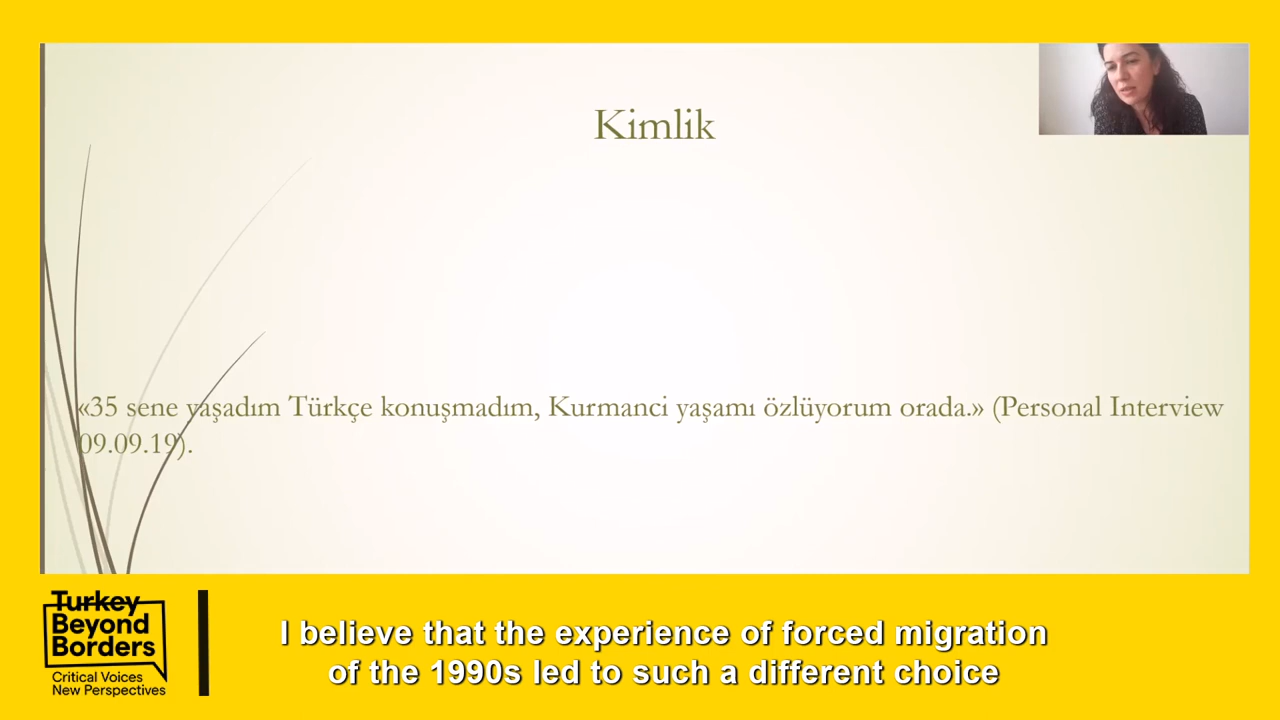 Kimlik
«35 sene yaşadım Türkçe konuşmadım, Kurmanci yaşamı özlüyorum orada.» (Personal Interview
09.09.19).
Turkey
Beyond
Borders
Critical Voices
New Perspectives
I believe that the experience of forced migration
of the 1990s led to such a different choice